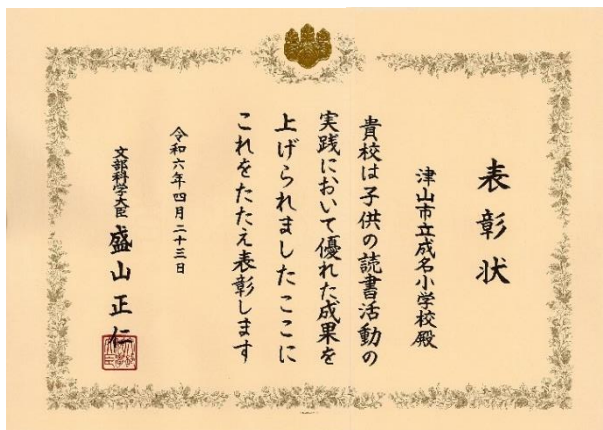 表彰状
津山市立成名小学校殿
貴校は子供の読書活動の
実践において優れた成果を
上げられましたここに
これをたたえ表彰します
令和六年四月二十三日
文部科学大臣 盛山正仁